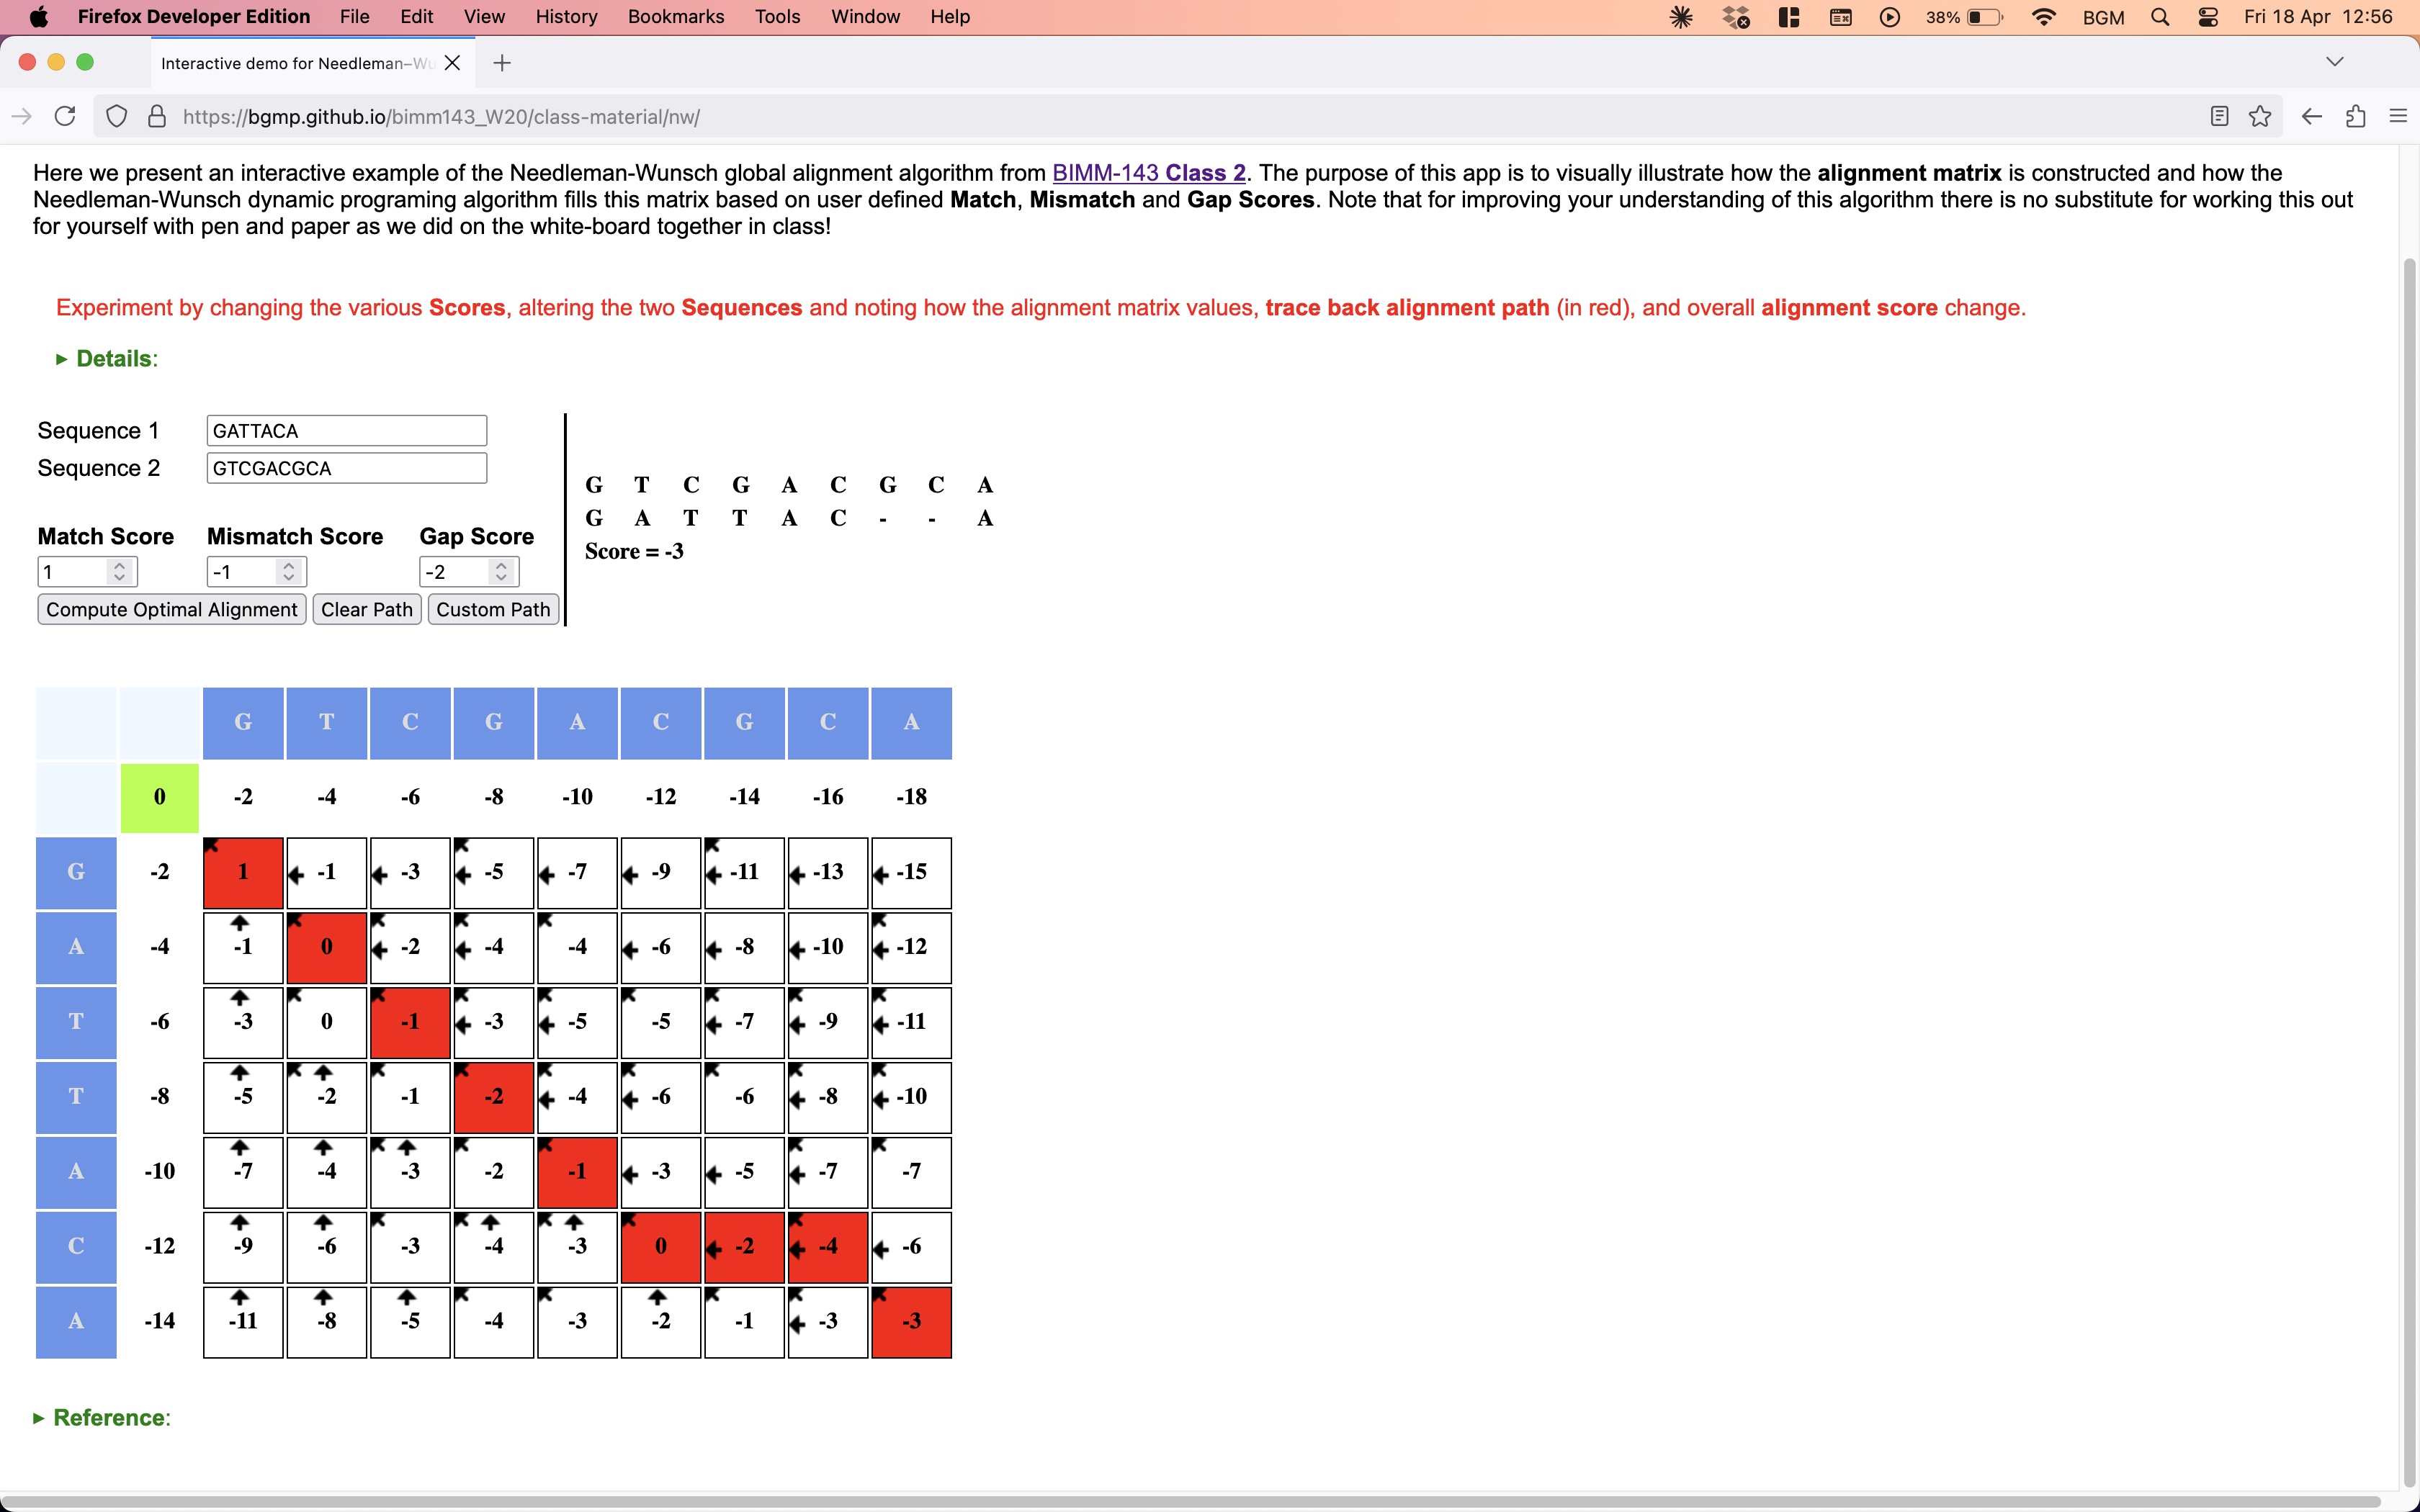 Firefox Developer Edition File Edit View History Bookmarks Tools Window Help 38% BGM Fri 18 Apr 12:56
Interactive demo for Needleman–Wu
https://bgmp.github.io/bimm143_W20/class-material/nw/
Here we present an interactive example of the Needleman-Wunsch global alignment algorithm from BIMM-143 Class 2. The purpose of this app is to visually illustrate how the alignment matrix is constructed and how the
Needleman-Wunsch dynamic programing algorithm fills this matrix based on user defined Match, Mismatch and Gap Scores. Note that for improving your understanding of this algorithm there is no substitute for working this out
for yourself with pen and paper as we did on the white-board together in class!
Experiment by changing the various Scores, altering the two Sequences and noting how the alignment matrix values, trace back alignment path (in red), and overall alignment score change.
► Details:
Sequence 1 GATTACA
Sequence 2 GTCGACGCA
Match Score Mismatch Score Gap Score
1 -1 -2
Compute Optimal Alignment Clear Path Custom Path
G T C G A C G C A
G A T T A C - - A
Score = -3
G T C G A C G C A
0 -2 -4 -6 -8 -10 -12 -14 -16 -18
G -2 1 -1 -3 -5 -7 -9 -11 -13 -15
A -4 -1 0 -2 -4 -4 -6 -8 -10 -12
T -6 -3 0 -1 -3 -5 -5 -7 -9 -11
T -8 -5 -2 -1 -2 -4 -6 -6 -8 -10
A -10 -7 -4 -3 -2 -1 -3 -5 -7 -7
C -12 -9 -6 -3 -4 -3 0 -2 -4 -6
A -14 -11 -8 -5 -4 -3 -2 -1 -3 -3
► Reference: